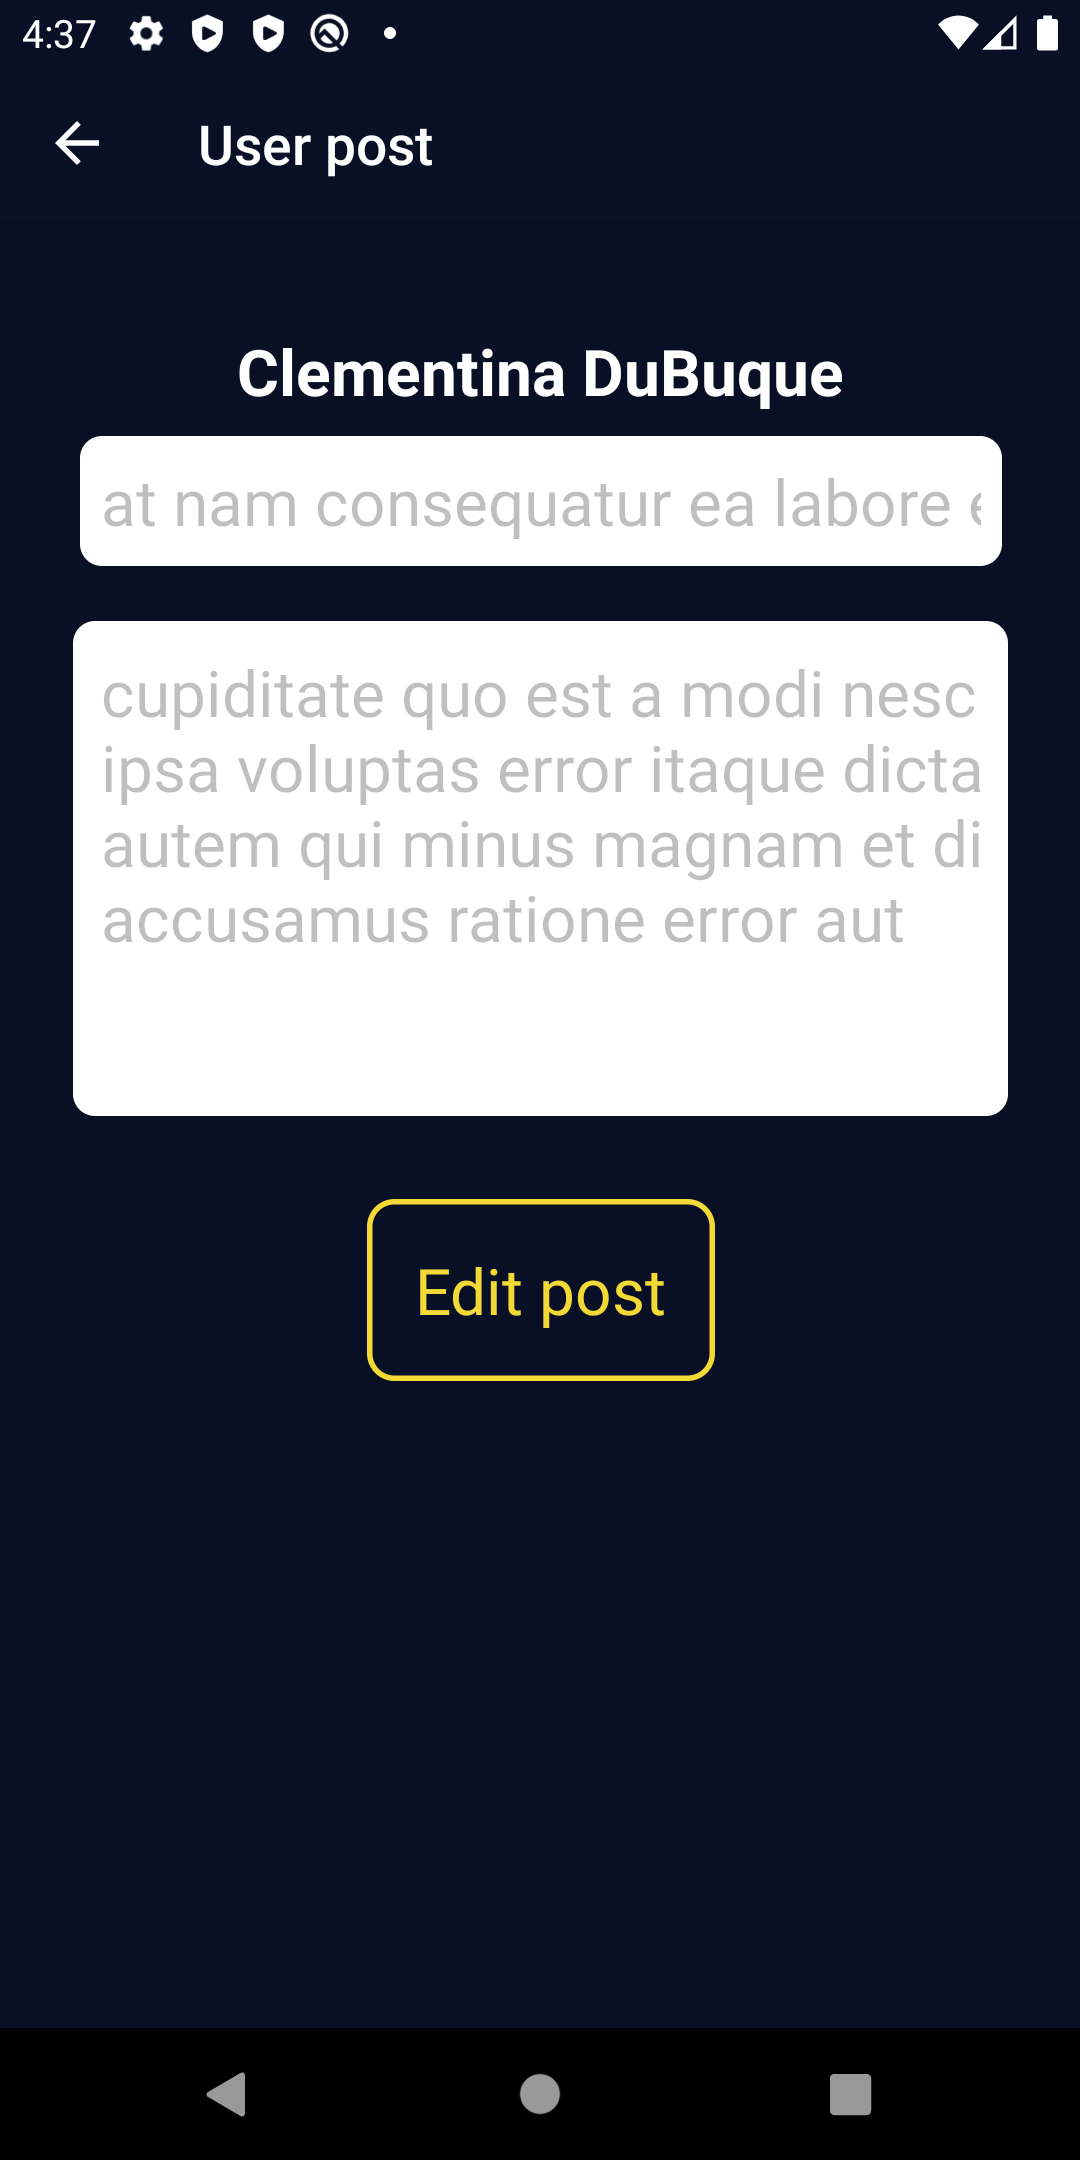 4:37
User post
Clementina DuBuque
at nam consequatur ea labore
cupiditate quo est a modi nesc
ipsa voluptas error itaque dicta
autem qui minus magnam et di
accusamus ratione error aut
Edit post